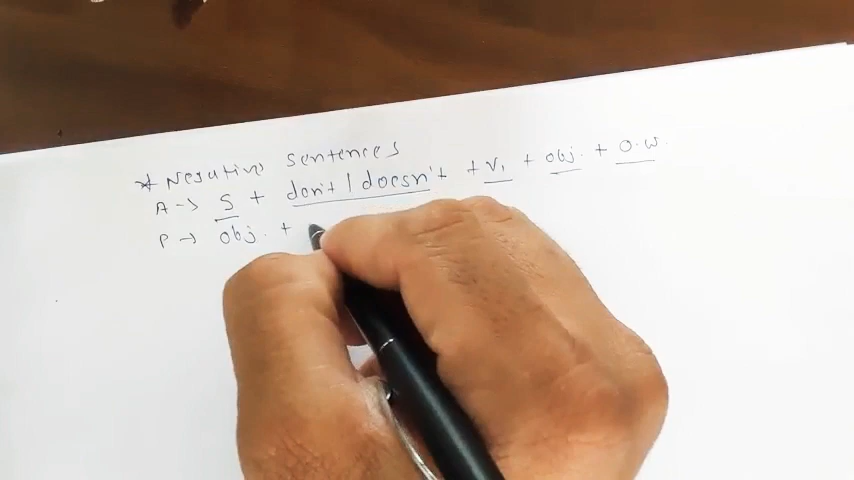 * Negative sentences
A → S + don't / doesn't + V₁ + obj. + O.W.
P → obj. +